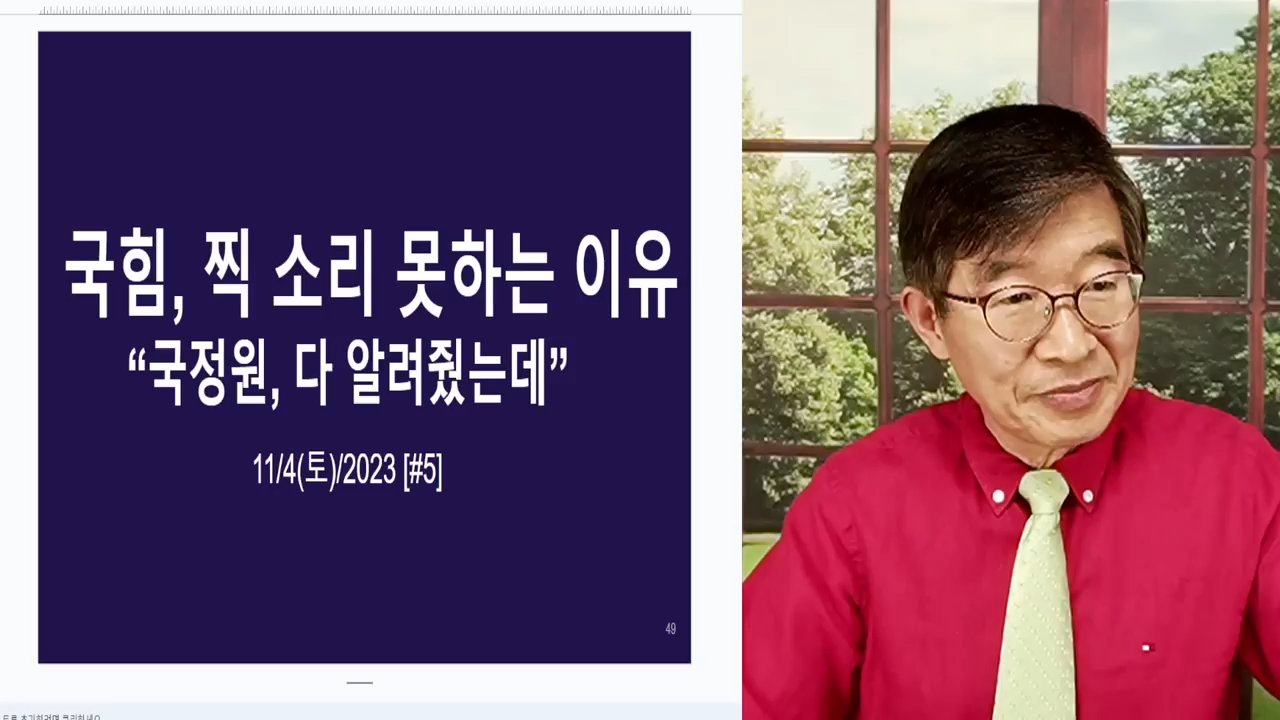 국힘, 찍 소리 못하는 이유
“국정원, 다 알려줬는데”
11/4(토)/2023 [#5]
49